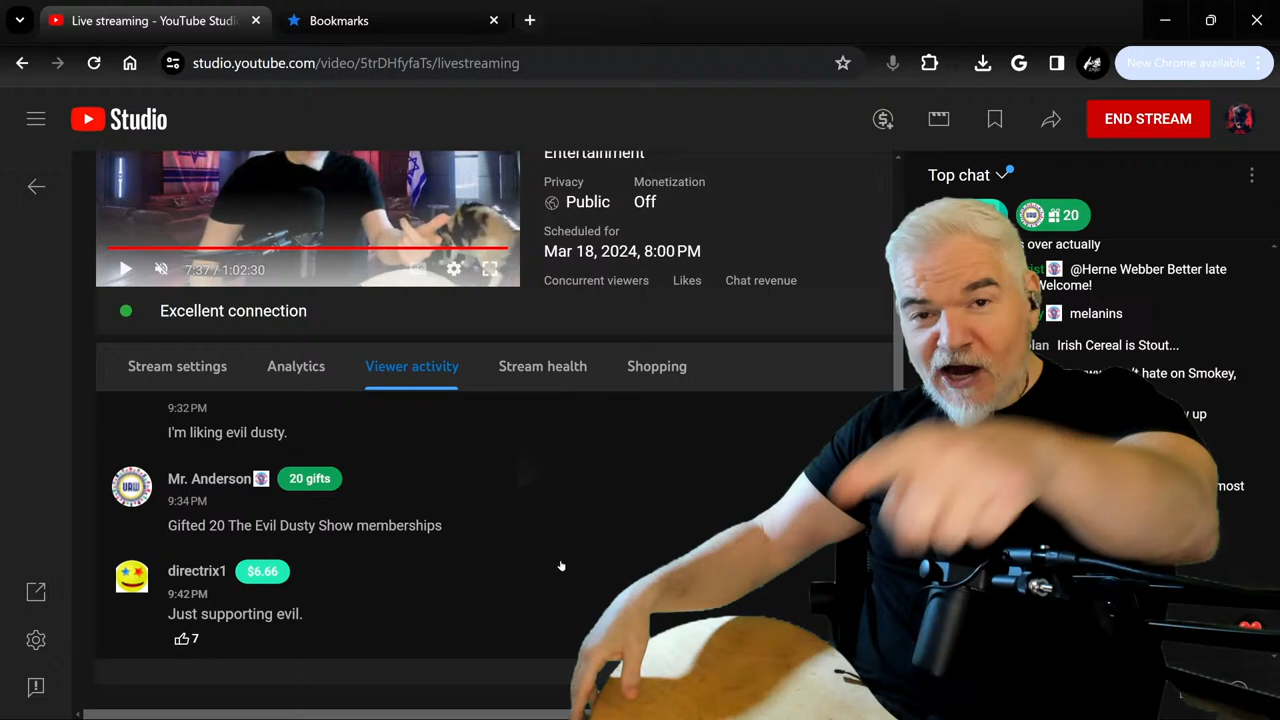 Live streaming - YouTube Studi
Bookmarks
studio.youtube.com/video/5trDHfyfaTs/livestreaming
New Chrome available
Studio
END STREAM
Entertainment
Privacy
Monetization
Public
Off
Scheduled for
Mar 18, 2024, 8:00 PM
Concurrent viewers
Likes
Chat revenue
7:37 / 1:02:30
Excellent connection
Stream settings
Analytics
Viewer activity
Stream health
Shopping
9:32 PM
I'm liking evil dusty.
Mr. Anderson
20 gifts
9:34 PM
Gifted 20 The Evil Dusty Show memberships
directrix1
$6.66
9:42 PM
Just supporting evil.
7
Top chat
20
over actually
@Herne Webber Better late
Welcome!
melanins
Irish Cereal is Stout...
hate on Smokey,
up
most